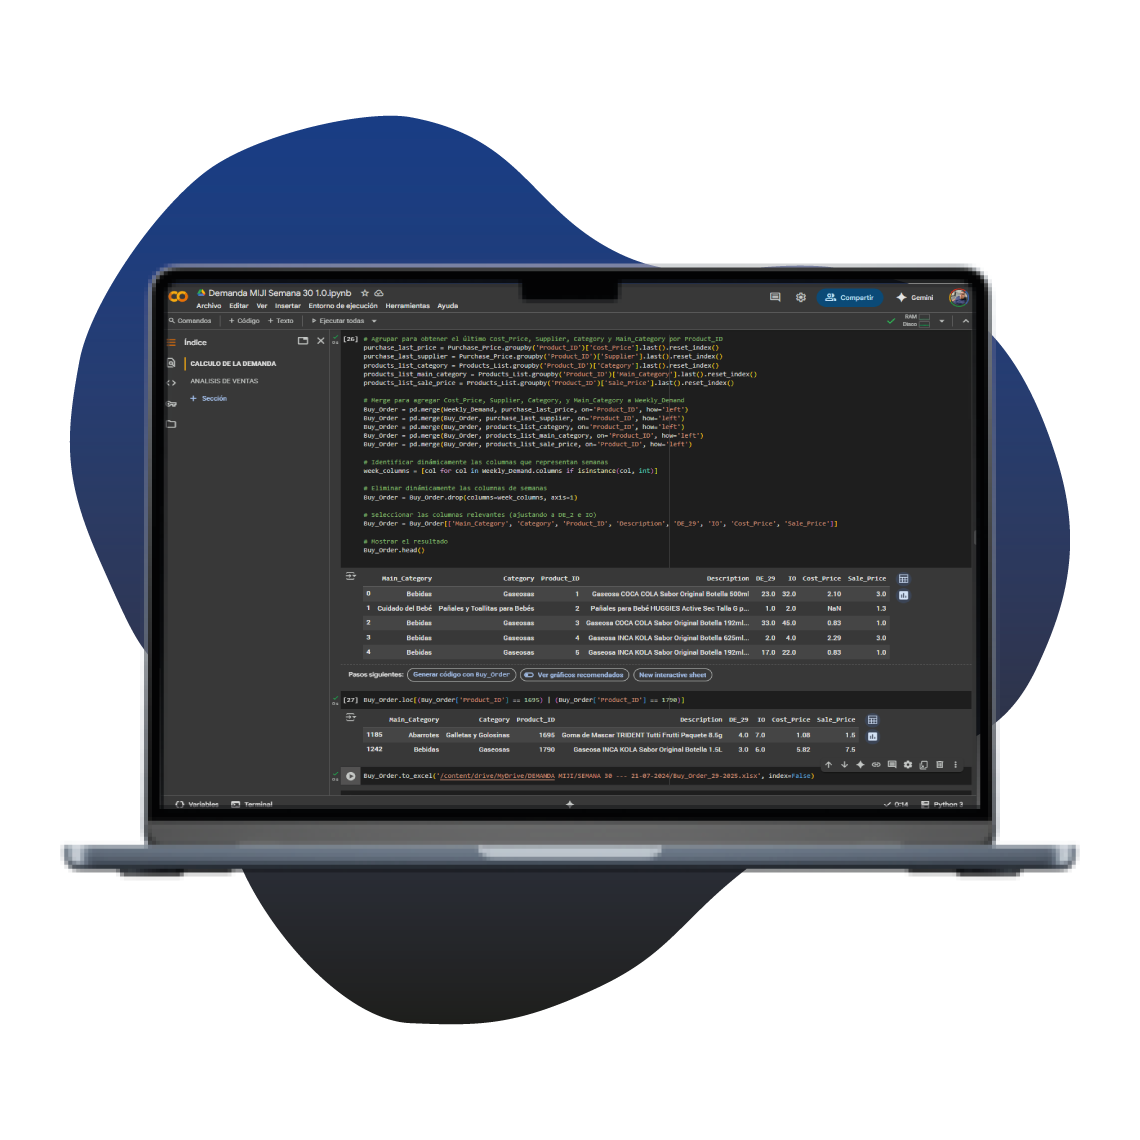 Demanda MIJI Semana 30 1.0.ipynb
Archivo Editar Ver Insertar Entorno de ejecución Herramientas Ayuda
Compartir
Gemini
Comandos + Código + Texto Ejecutar todas
RAM
Disco
Índice
CALCULO DE LA DEMANDA
ANALISIS DE VENTAS
+ Sección
[26] # Agrupar para obtener el último Cost_Price, Supplier, Category y Main_Category por Product_ID
purchase_last_price = Purchase_Price.groupby('Product_ID')['Cost_Price'].last().reset_index()
purchase_last_supplier = Purchase_Price.groupby('Product_ID')['Supplier'].last().reset_index()
products_list_category = Products_List.groupby('Product_ID')['Category'].last().reset_index()
products_list_main_category = Products_List.groupby('Product_ID')['Main_Category'].last().reset_index()
products_list_sale_price = Products_List.groupby('Product_ID')['Sale_Price'].last().reset_index()
# Merge para agregar Cost_Price, Supplier, Category, y Main_Category a Weekly_Demand
Buy_Order = pd.merge(Weekly_Demand, purchase_last_price, on='Product_ID', how='left')
Buy_Order = pd.merge(Buy_Order, purchase_last_supplier, on='Product_ID', how='left')
Buy_Order = pd.merge(Buy_Order, products_list_category, on='Product_ID', how='left')
Buy_Order = pd.merge(Buy_Order, products_list_main_category, on='Product_ID', how='left')
Buy_Order = pd.merge(Buy_Order, products_list_sale_price, on='Product_ID', how='left')
# Identificar dinámicamente las columnas que representan semanas
week_columns = [col for col in Weekly_Demand.columns if isinstance(col, int)]
# Eliminar dinámicamente las columnas de semanas
Buy_Order = Buy_Order.drop(columns=week_columns, axis=1)
# Seleccionar las columnas relevantes (ajustando a DE_2 e IO)
Buy_Order = Buy_Order[['Main_Category', 'Category', 'Product_ID', 'Description', 'DE_29', 'IO', 'Cost_Price', 'Sale_Price']]
# Mostrar el resultado
Buy_Order.head()
Main_Category Category Product_ID Description DE_29 IO Cost_Price Sale_Price
0 Bebidas Gaseosas 1 Gaseosa COCA COLA Sabor Original Botella 500ml 23.0 32.0 2.10 3.0
1 Cuidado del Bebé Pañales y Toallitas para Bebés 2 Pañales para Bebé HUGGIES Active Sec Talla G p... 1.0 2.0 NaN 1.3
2 Bebidas Gaseosas 3 Gaseosa COCA COLA Sabor Original Botella 192ml... 33.0 45.0 0.83 1.0
3 Bebidas Gaseosas 4 Gaseosa INCA KOLA Sabor Original Botella 625ml... 2.0 4.0 2.29 3.0
4 Bebidas Gaseosas 5 Gaseosa INCA KOLA Sabor Original Botella 192ml... 17.0 22.0 0.83 1.0
Pasos siguientes: Generar código con Buy_Order Ver gráficos recomendados New interactive sheet
[27] Buy_Order.loc[(Buy_Order['Product_ID'] == 1695) | (Buy_Order['Product_ID'] == 1790)]
Main_Category Category Product_ID Description DE_29 IO Cost_Price Sale_Price
1185 Abarrotes Galletas y Golosinas 1695 Goma de Mascar TRIDENT Tutti Frutti Paquete 8.5g 4.0 7.0 1.08 1.5
1242 Bebidas Gaseosas 1790 Gaseosa INCA KOLA Sabor Original Botella 1.5L 3.0 6.0 5.82 7.5
Buy_Order.to_excel('/content/drive/MyDrive/DEMANDA MIJI/SEMANA 30 --- 21-07-2024/Buy_Order_29-2025.xlsx', index=False)
Variables Terminal
0:14 Python 3